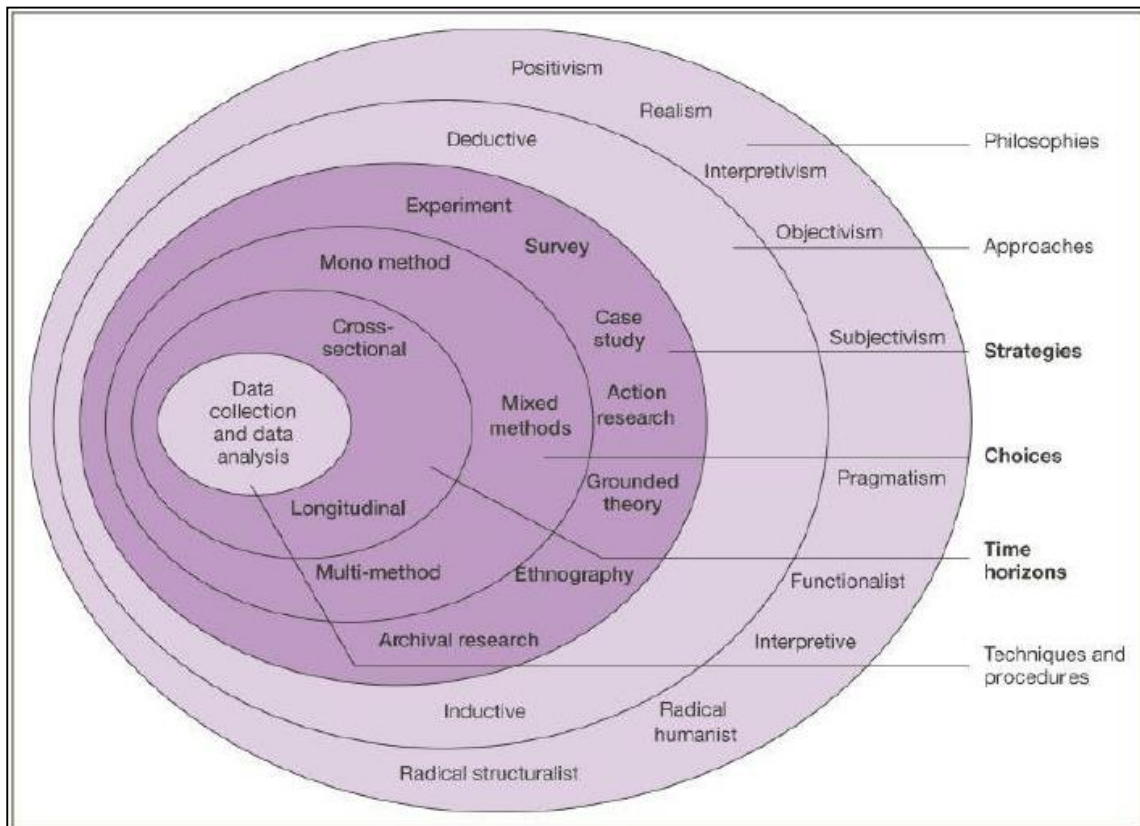 Positivism
Realism
Philosophies
Deductive
Interpretivism
Experiment
Objectivism
Survey
Approaches
Mono method
Case
study
Cross-
sectional
Subjectivism
Strategies
Data
collection
and data
analysis
Mixed
methods
Action
research
Choices
Grounded
theory
Pragmatism
Longitudinal
Time
horizons
Multi-method
Ethnography
Functionalist
Archival research
Interpretive
Techniques and
procedures
Inductive
Radical
humanist
Radical structuralist